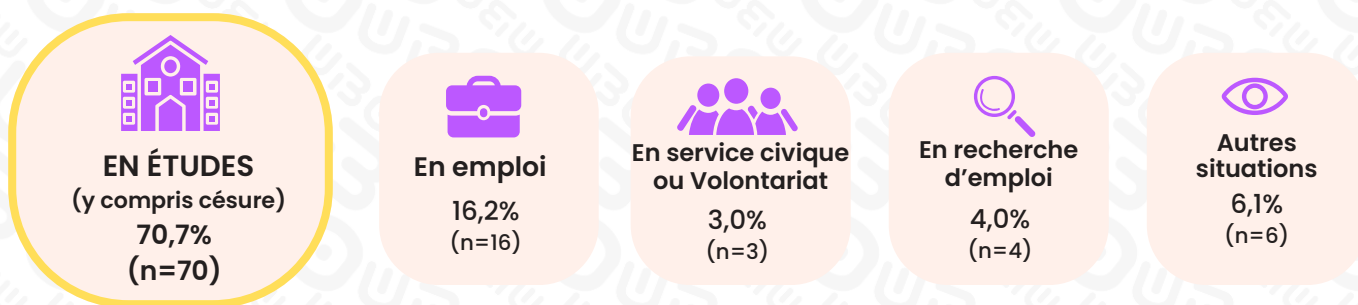 EN ÉTUDES
(y compris césure)
70,7%
(n=70)
En emploi
16,2%
(n=16)
En service civique
ou Volontariat
3,0%
(n=3)
En recherche
d’emploi
4,0%
(n=4)
Autres
situations
6,1%
(n=6)